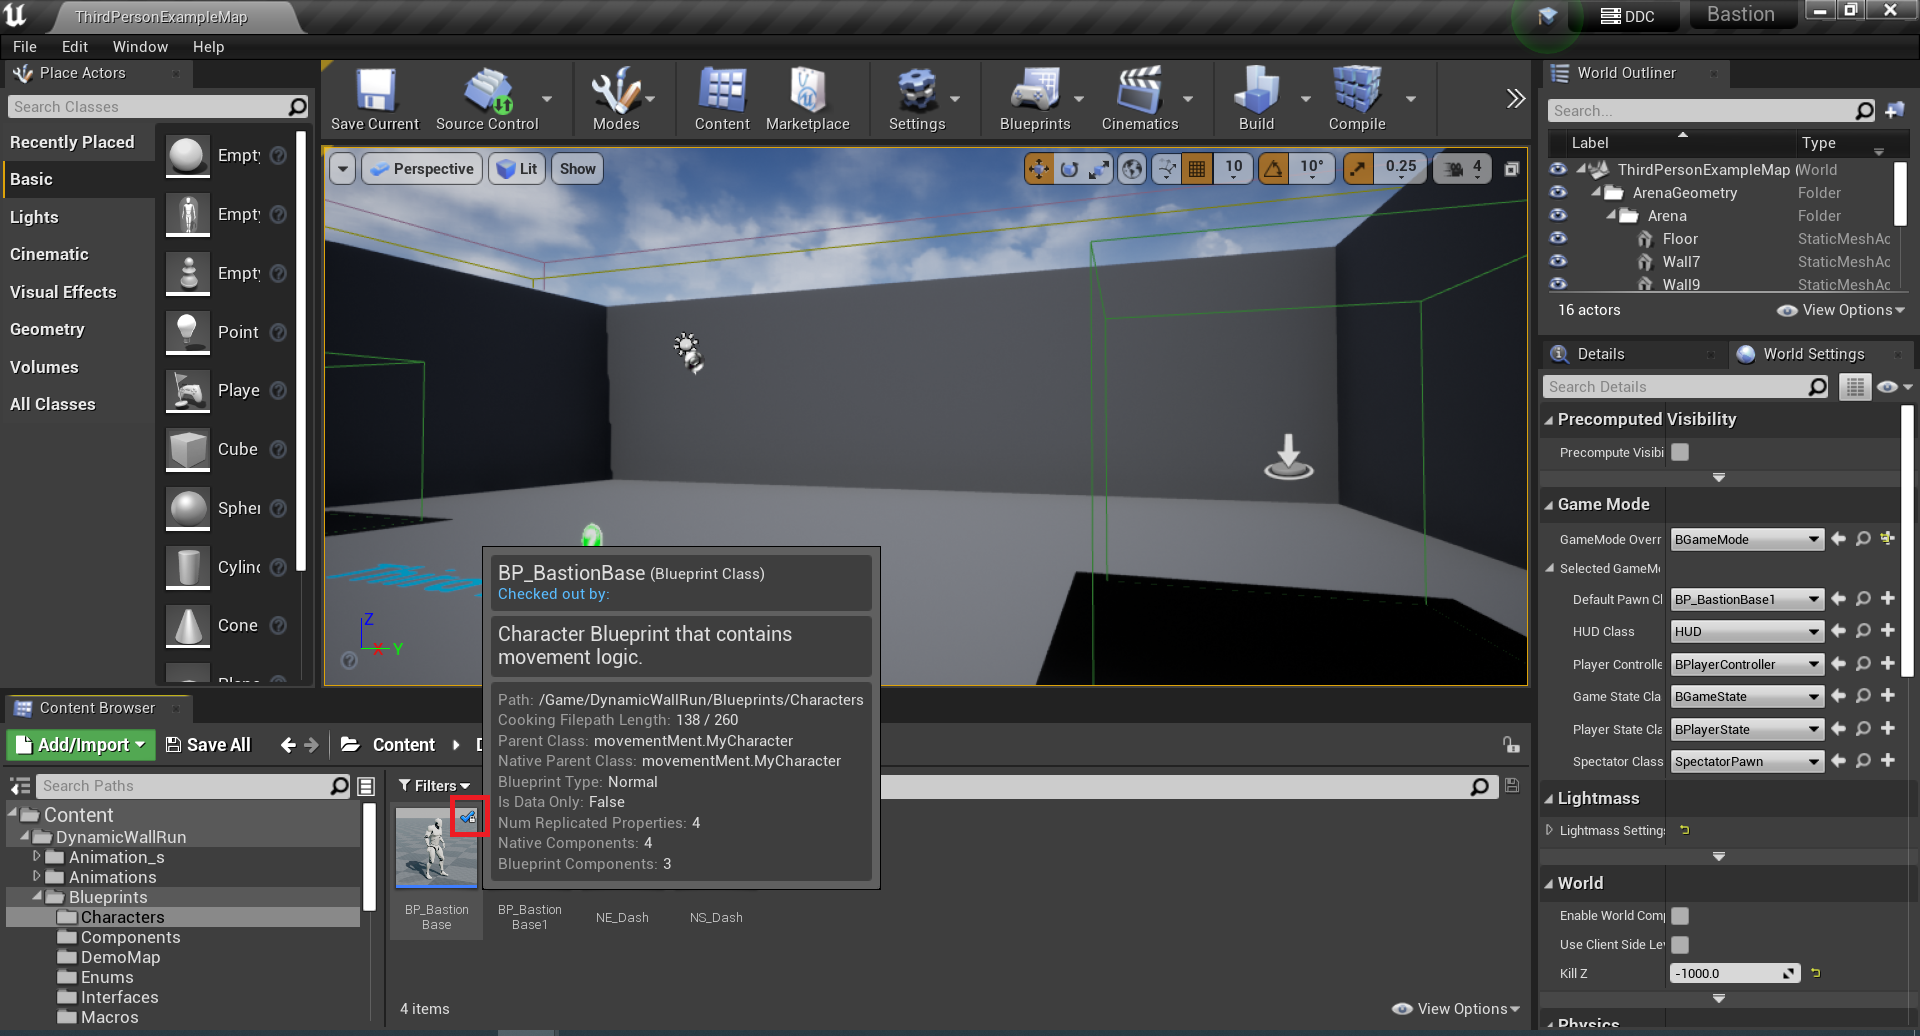 ThirdPersonExampleMap
DDC
Bastion
File Edit Window Help
Place Actors
Search Classes
Recently Placed
Basic
Lights
Cinematic
Visual Effects
Geometry
Volumes
All Classes
Empty
Empty
Empty
Point
Playe
Cube
Spher
Cylind
Cone
Save Current
Source Control
Modes
Content
Marketplace
Settings
Blueprints
Cinematics
Build
Compile
Perspective
Lit
Show
10
10°
0.25
4
Z
X
Y
World Outliner
Search...
Label Type
ThirdPersonExampleMap ( World
ArenaGeometry Folder
Arena Folder
Floor StaticMeshAc
Wall7 StaticMeshAc
Wall9 StaticMeshAc
16 actors
View Options
Details
World Settings
Search Details
Precomputed Visibility
Precompute Visibi
Game Mode
GameMode Overr BGameMode
Selected GameMo
Default Pawn Cl BP_BastionBase1
HUD Class HUD
Player Controlle BPlayerController
Game State Cla BGameState
Player State Cla BPlayerState
Spectator Class SpectatorPawn
Lightmass
Lightmass Settings
World
Enable World Comp
Use Client Side Lev
Kill Z -1000.0
Physics
BP_BastionBase (Blueprint Class)
Checked out by:
Character Blueprint that contains
movement logic.
Path: /Game/DynamicWallRun/Blueprints/Characters
Cooking Filepath Length: 138 / 260
Parent Class: movementMent.MyCharacter
Native Parent Class: movementMent.MyCharacter
Blueprint Type: Normal
Is Data Only: False
Num Replicated Properties: 4
Native Components: 4
Blueprint Components: 3
Content Browser
Add/Import
Save All
Content
Search Paths
Filters
Content
DynamicWallRun
Animation_s
Animations
Blueprints
Characters
Components
DemoMap
Enums
Interfaces
Macros
BP_Bastion
Base
BP_Bastion
Base1
NE_Dash
NS_Dash
4 items
View Options